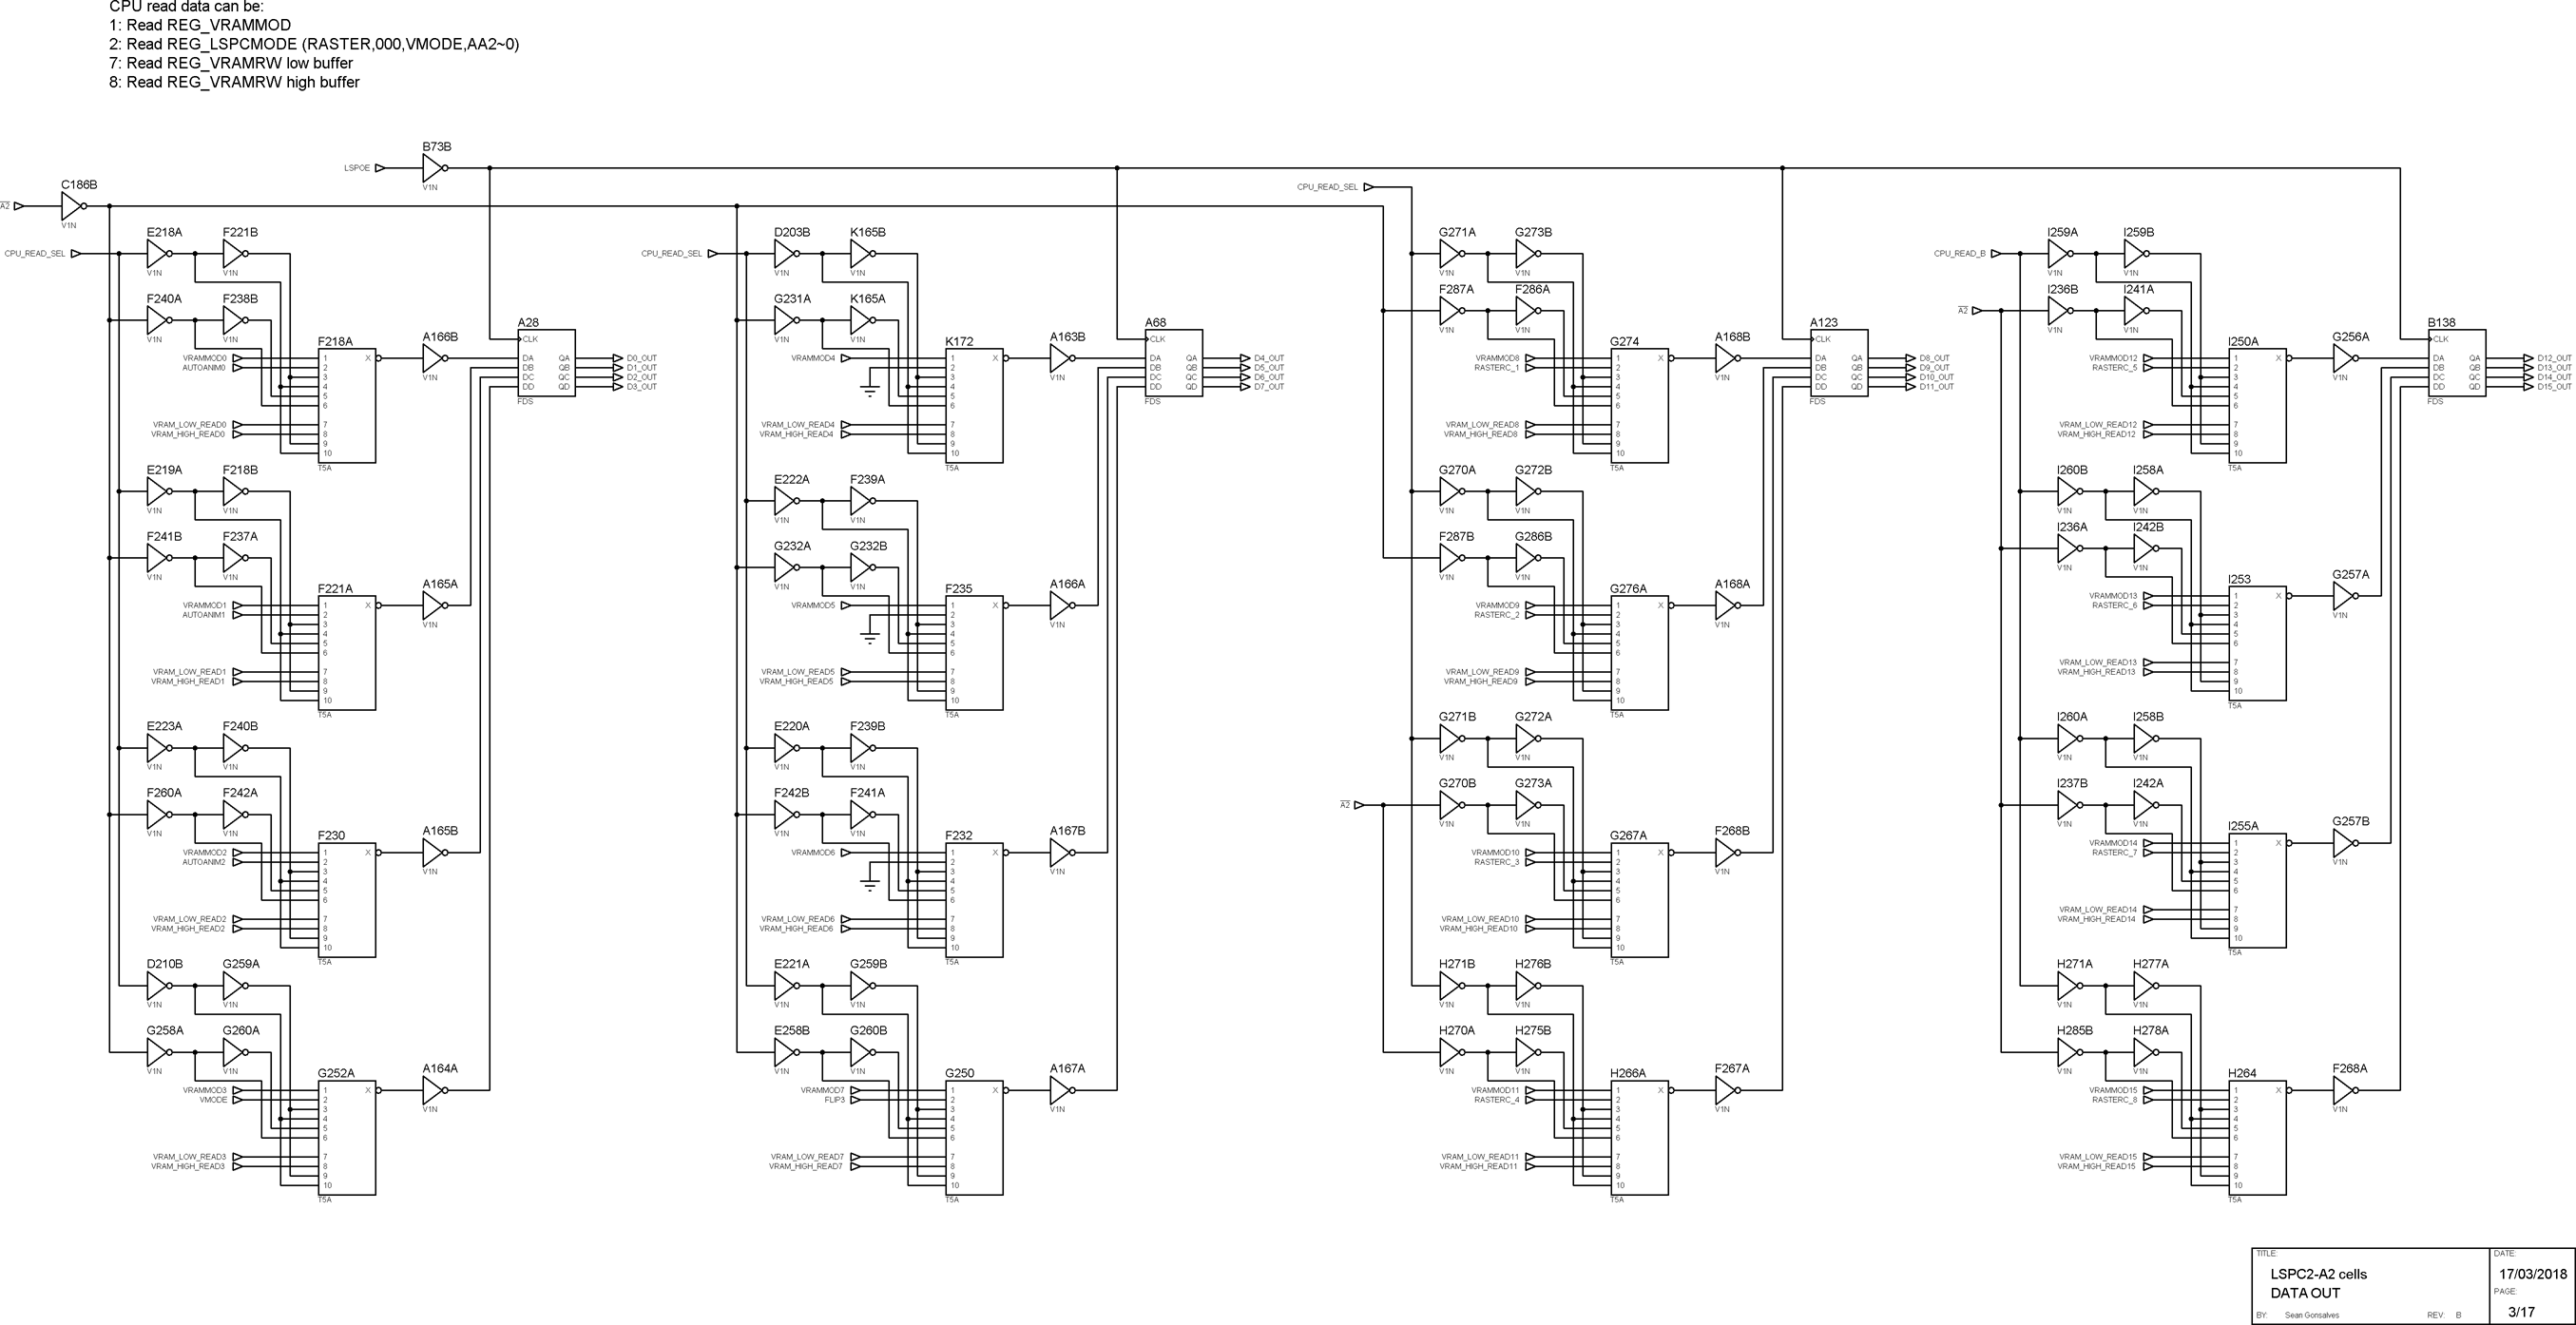 CPU read data can be:
1: Read REG_VRAMMOD
2: Read REG_LSPCMODE (RASTER,000,VMODE,AA2~0)
7: Read REG_VRAMRW low buffer
8: Read REG_VRAMRW high buffer
LSPOE
B73B
V1N
A2
C186B
V1N
CPU_READ_SEL
E218A
V1N
F221B
V1N
F240A
V1N
F238B
V1N
VRAMMOD0
AUTOANIM0
VRAM_LOW_READ0
VRAM_HIGH_READ0
F218A
1 X
2
3
4
5
6
7
8
9
10
T5A
A166B
V1N
A28
CLK
DA QA
DB QB
DC QC
DD QD
FDS
D0_OUT
D1_OUT
D2_OUT
D3_OUT
E219A
V1N
F218B
V1N
F241B
V1N
F237A
V1N
VRAMMOD1
AUTOANIM1
VRAM_LOW_READ1
VRAM_HIGH_READ1
F221A
1 X
2
3
4
5
6
7
8
9
10
T5A
A165A
V1N
E223A
V1N
F240B
V1N
F260A
V1N
F242A
V1N
VRAMMOD2
AUTOANIM2
VRAM_LOW_READ2
VRAM_HIGH_READ2
F230
1 X
2
3
4
5
6
7
8
9
10
T5A
A165B
V1N
D210B
V1N
G259A
V1N
G258A
V1N
G260A
V1N
VRAMMOD3
VMODE
VRAM_LOW_READ3
VRAM_HIGH_READ3
G252A
1 X
2
3
4
5
6
7
8
9
10
T5A
A164A
V1N
CPU_READ_SEL
D203B
V1N
K165B
V1N
G231A
V1N
K165A
V1N
VRAMMOD4
VRAM_LOW_READ4
VRAM_HIGH_READ4
K172
1 X
2
3
4
5
6
7
8
9
10
T5A
A163B
V1N
A68
CLK
DA QA
DB QB
DC QC
DD QD
FDS
D4_OUT
D5_OUT
D6_OUT
D7_OUT
E222A
V1N
F239A
V1N
G232A
V1N
G232B
V1N
VRAMMOD5
VRAM_LOW_READ5
VRAM_HIGH_READ5
F235
1 X
2
3
4
5
6
7
8
9
10
T5A
A166A
V1N
E220A
V1N
F239B
V1N
F242B
V1N
F241A
V1N
VRAMMOD6
VRAM_LOW_READ6
VRAM_HIGH_READ6
F232
1 X
2
3
4
5
6
7
8
9
10
T5A
A167B
V1N
E221A
V1N
G259B
V1N
E258B
V1N
G260B
V1N
VRAMMOD7
FLIP3
VRAM_LOW_READ7
VRAM_HIGH_READ7
G250
1 X
2
3
4
5
6
7
8
9
10
T5A
A167A
V1N
CPU_READ_SEL
G271A
V1N
G273B
V1N
F287A
V1N
F286A
V1N
VRAMMOD8
RASTERC_1
VRAM_LOW_READ8
VRAM_HIGH_READ8
G274
1 X
2
3
4
5
6
7
8
9
10
T5A
A168B
V1N
A123
CLK
DA QA
DB QB
DC QC
DD QD
FDS
D8_OUT
D9_OUT
D10_OUT
D11_OUT
G270A
V1N
G272B
V1N
F287B
V1N
G286B
V1N
VRAMMOD9
RASTERC_2
VRAM_LOW_READ9
VRAM_HIGH_READ9
G276A
1 X
2
3
4
5
6
7
8
9
10
T5A
A168A
V1N
G271B
V1N
G272A
V1N
A2
G270B
V1N
G273A
V1N
VRAMMOD10
RASTERC_3
VRAM_LOW_READ10
VRAM_HIGH_READ10
G267A
1 X
2
3
4
5
6
7
8
9
10
T5A
F268B
V1N
H271B
V1N
H276B
V1N
H270A
V1N
H275B
V1N
VRAMMOD11
RASTERC_4
VRAM_LOW_READ11
VRAM_HIGH_READ11
H266A
1 X
2
3
4
5
6
7
8
9
10
T5A
F267A
V1N
CPU_READ_B
I259A
V1N
I259B
V1N
A2
I236B
V1N
I241A
V1N
VRAMMOD12
RASTERC_5
VRAM_LOW_READ12
VRAM_HIGH_READ12
I250A
1 X
2
3
4
5
6
7
8
9
10
T5A
G256A
V1N
B138
CLK
DA QA
DB QB
DC QC
DD QD
FDS
D12_OUT
D13_OUT
D14_OUT
D15_OUT
I260B
V1N
I258A
V1N
I236A
V1N
I242B
V1N
VRAMMOD13
RASTERC_6
VRAM_LOW_READ13
VRAM_HIGH_READ13
I253
1 X
2
3
4
5
6
7
8
9
10
T5A
G257A
V1N
I260A
V1N
I258B
V1N
I237B
V1N
I242A
V1N
VRAMMOD14
RASTERC_7
VRAM_LOW_READ14
VRAM_HIGH_READ14
I255A
1 X
2
3
4
5
6
7
8
9
10
T5A
G257B
V1N
H271A
V1N
H277A
V1N
H285B
V1N
H278A
V1N
VRAMMOD15
RASTERC_8
VRAM_LOW_READ15
VRAM_HIGH_READ15
H264
1 X
2
3
4
5
6
7
8
9
10
T5A
F268A
V1N
TITLE:
LSPC2-A2 cells
DATA OUT
BY: Sean Gonsalves REV: B
DATE:
17/03/2018
PAGE:
3/17